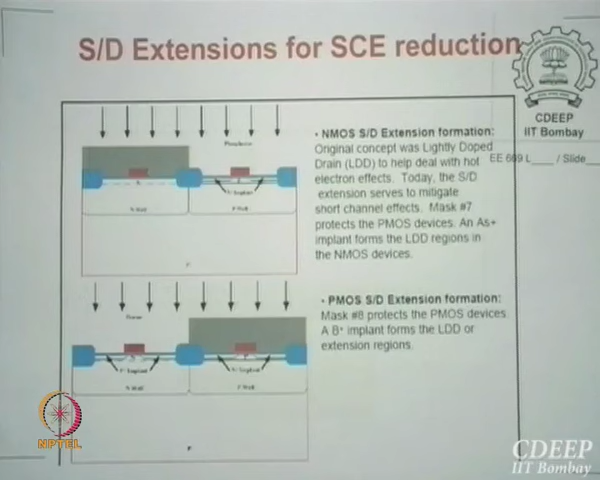 S/D Extensions for SCE reduction
CDEEP
IIT Bombay
EE 669 L____ / Slide___
• NMOS S/D Extension formation:
Original concept was Lightly Doped
Drain (LDD) to help deal with hot
electron effects. Today, the S/D
extension serves to mitigate
short channel effects. Mask #7
protects the PMOS devices. An As+
implant forms the LDD regions in
the NMOS devices.
• PMOS S/D Extension formation:
Mask #8 protects the PMOS devices.
A B+ implant forms the LDD or
extension regions.
N Well
P Well
P
N Well
P Well
P
NPTEL
CDEEP
IIT Bombay